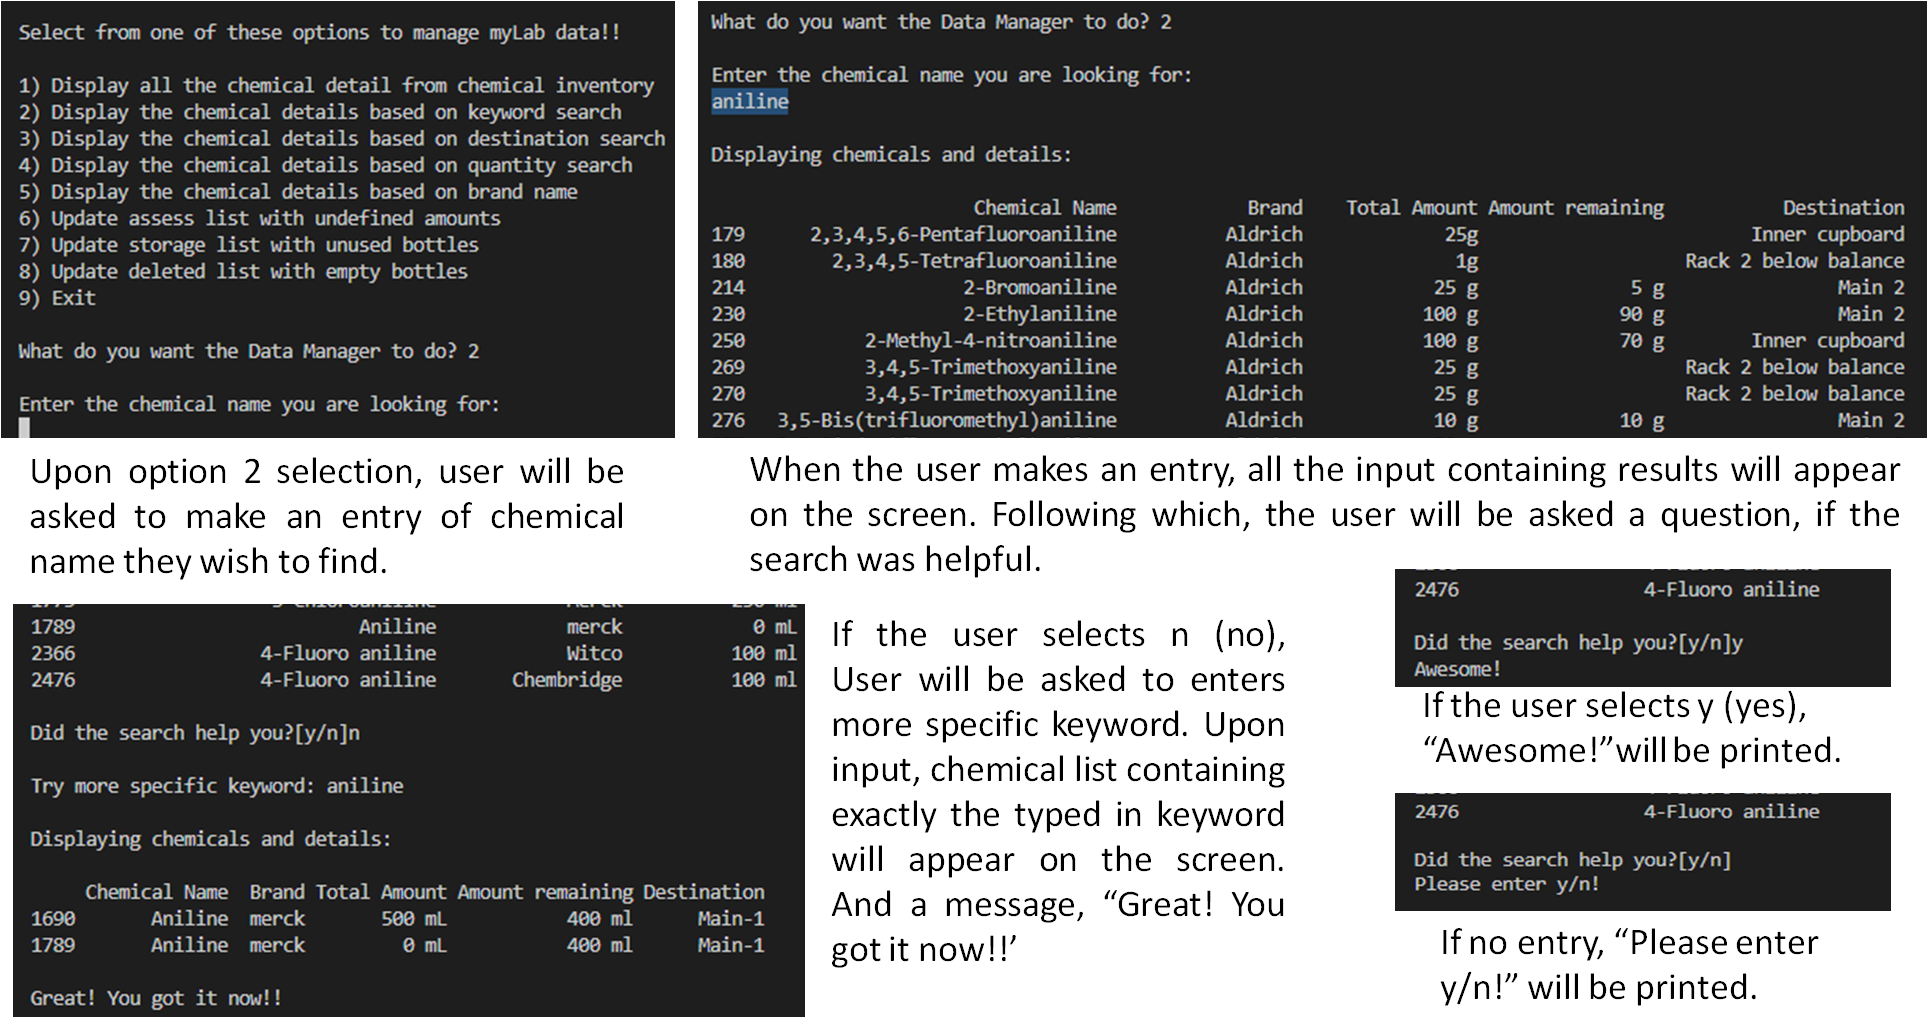 Select from one of these options to manage myLab data!!
1) Display all the chemical detail from chemical inventory
2) Display the chemical details based on keyword search
3) Display the chemical details based on destination search
4) Display the chemical details based on quantity search
5) Display the chemical details based on brand name
6) Update assess list with undefined amounts
7) Update storage list with unused bottles
8) Update deleted list with empty bottles
9) Exit
What do you want the Data Manager to do? 2
Enter the chemical name you are looking for:
Upon option 2 selection, user will be
asked to make an entry of chemical
name they wish to find.
What do you want the Data Manager to do? 2
Enter the chemical name you are looking for:
aniline
Displaying chemicals and details:
Chemical Name Brand Total Amount Amount remaining Destination
179 2,3,4,5,6-Pentafluoroaniline Aldrich 25g Inner cupboard
180 2,3,4,5-Tetrafluoroaniline Aldrich 1g Rack 2 below balance
214 2-Bromoaniline Aldrich 25 g 5 g Main 2
230 2-Ethylaniline Aldrich 100 g 90 g Main 2
250 2-Methyl-4-nitroaniline Aldrich 100 g 70 g Inner cupboard
269 3,4,5-Trimethoxyaniline Aldrich 25 g Rack 2 below balance
270 3,4,5-Trimethoxyaniline Aldrich 25 g Rack 2 below balance
276 3,5-Bis(trifluoromethyl)aniline Aldrich 10 g 10 g Main 2
When the user makes an entry, all the input containing results will appear
on the screen. Following which, the user will be asked a question, if the
search was helpful.
1789 Aniline merck 0 mL
2366 4-Fluoro aniline Witco 100 ml
2476 4-Fluoro aniline Chembridge 100 ml
Did the search help you?[y/n]n
Try more specific keyword: aniline
Displaying chemicals and details:
Chemical Name Brand Total Amount Amount remaining Destination
1690 Aniline merck 500 mL 400 ml Main-1
1789 Aniline merck 0 mL 400 ml Main-1
Great! You got it now!!
If the user selects n (no),
User will be asked to enters
more specific keyword. Upon
input, chemical list containing
exactly the typed in keyword
will appear on the screen.
And a message, “Great! You
got it now!!’
2476 4-Fluoro aniline
Did the search help you?[y/n]y
Awesome!
If the user selects y (yes),
“Awesome!”will be printed.
2476 4-Fluoro aniline
Did the search help you?[y/n]
Please enter y/n!
If no entry, “Please enter
y/n!” will be printed.